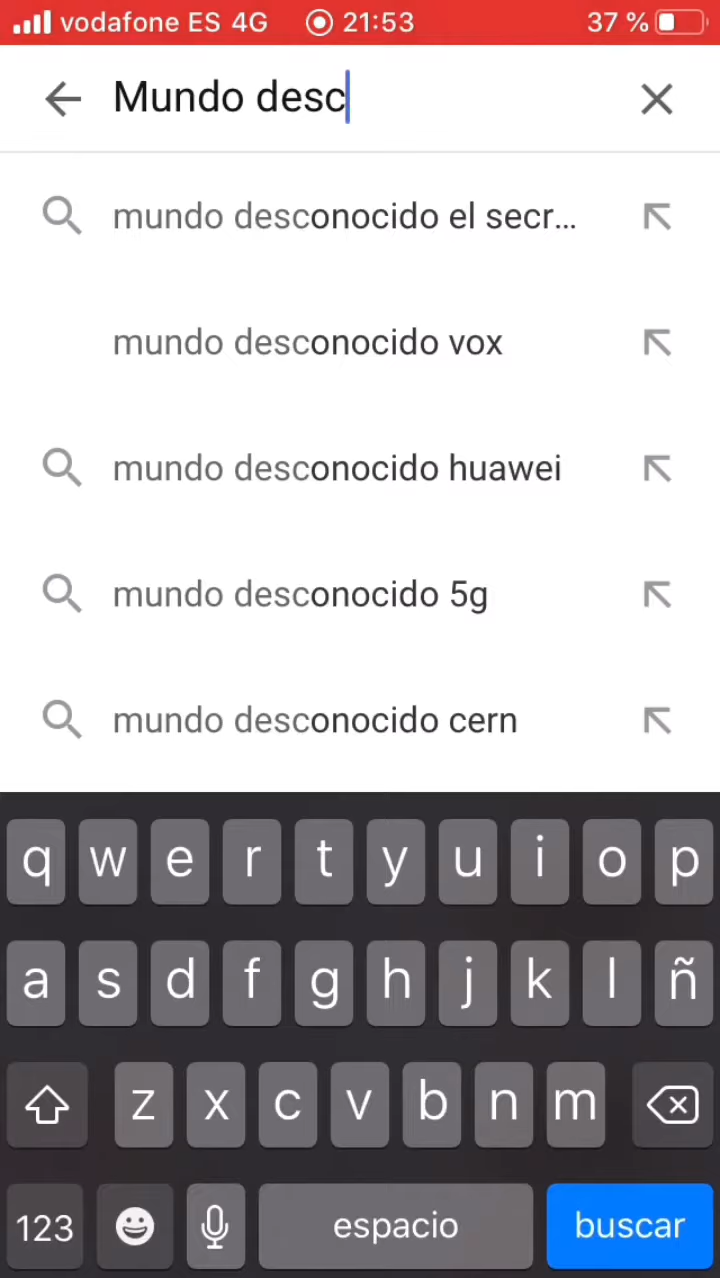 vodafone ES 4G 21:53 37 %
Mundo desc
mundo desconocido el secr...
mundo desconocido vox
mundo desconocido huawei
mundo desconocido 5g
mundo desconocido cern
q w e r t y u i o p
a s d f g h j k l ñ
z x c v b n m
123 espacio buscar